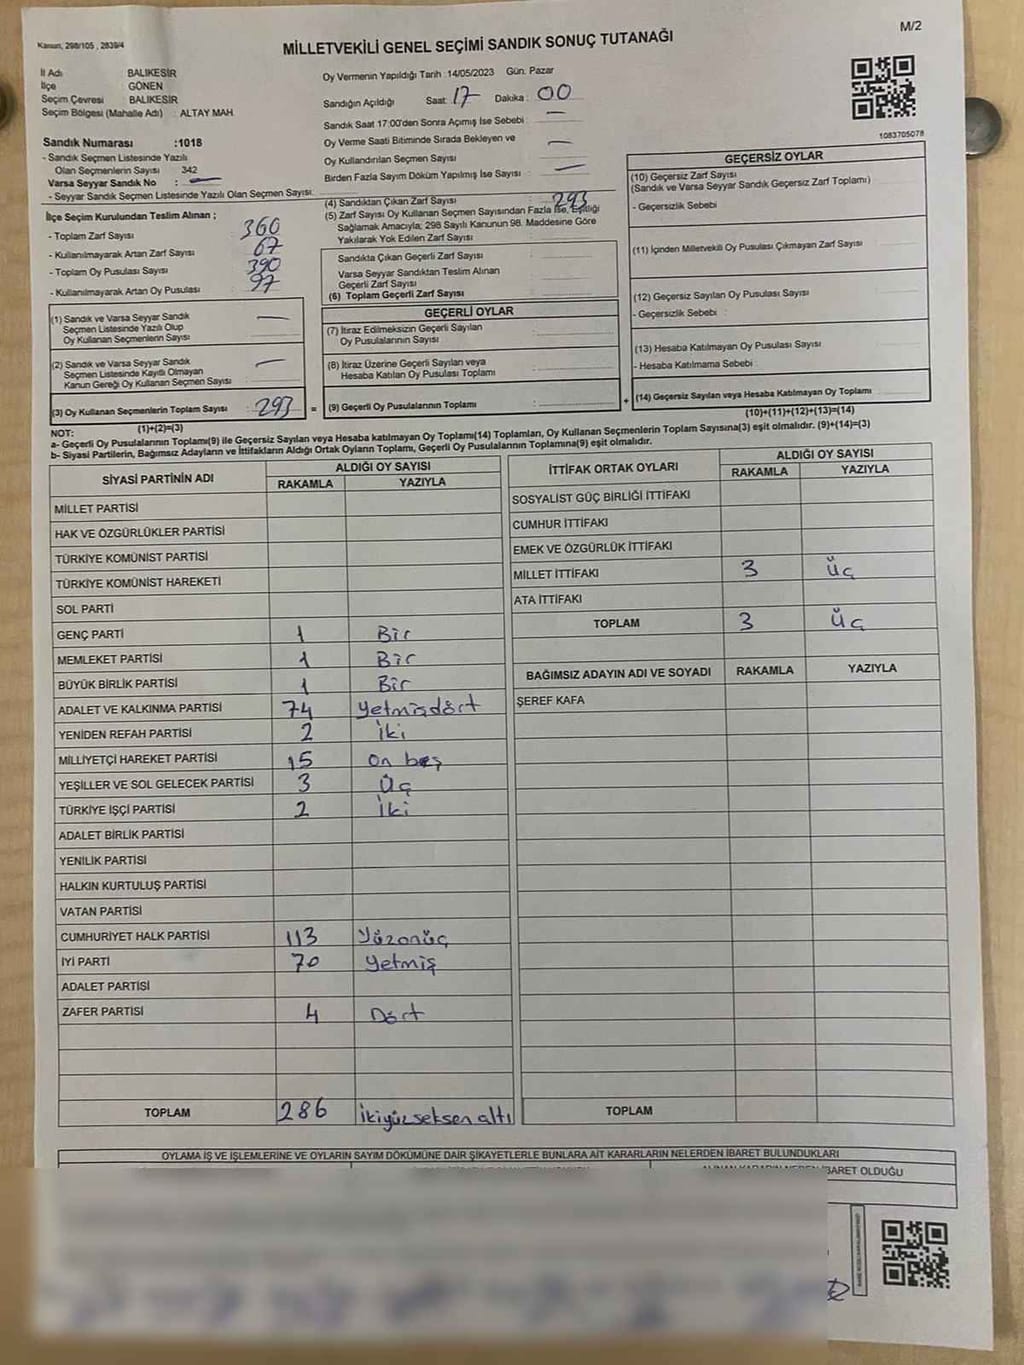 Kanun, 298/105 , 2839/4
M/2
MİLLETVEKİLİ GENEL SEÇİMİ SANDIK SONUÇ TUTANAĞI
İl Adı BALIKESİR
İlçe GÖNEN
Seçim Çevresi BALIKESİR
Seçim Bölgesi (Mahalle Adı) : ALTAY MAH.
Sandık Numarası :1018
- Sandık Seçmen Listesinde Yazılı
Olan Seçmenlerin Sayısı 342
Varsa Seyyar Sandık No : —
- Seyyar Sandık Seçmen Listesinde Yazılı Olan Seçmen Sayısı:
Oy Vermenin Yapıldığı Tarih :14/05/2023 Gün: Pazar
Sandığın Açıldığı Saat: 17 Dakika : 00
Sandık Saat 17:00'den Sonra Açımış İse Sebebi : —
Oy Verme Saati Bitiminde Sırada Bekleyen ve
Oy Kullandırılan Seçmen Sayısı : —
Birden Fazla Sayım Döküm Yapılmış İse Sayısı : —
1083705078
İlçe Seçim Kurulundan Teslim Alınan ;
- Toplam Zarf Sayısı 360
- Kullanılmayarak Artan Zarf Sayısı 67
- Toplam Oy Pusulası Sayısı 390
- Kullanılmayarak Artan Oy Pusulası 97
(1) Sandık ve Varsa Seyyar Sandık
Seçmen Listesinde Yazılı Olup
Oy Kullanan Seçmenlerin Sayısı —
(2) Sandık ve Varsa Seyyar Sandık
Seçmen Listesinde Kayıtlı Olmayan
Kanun Gereği Oy Kullanan Seçmen Sayısı : —
(3) Oy Kullanan Seçmenlerin Toplam Sayısı : 293 =
(1)+(2)=(3)
(4) Sandıktan Çıkan Zarf Sayısı : 293
(5) Zarf Sayısı Oy Kullanan Seçmen Sayısından Fazla İse, Eşitliği
Sağlamak Amacıyla; 298 Sayılı Kanunun 98. Maddesine Göre
Yakılarak Yok Edilen Zarf Sayısı :
Sandıkta Çıkan Geçerli Zarf Sayısı :
Varsa Seyyar Sandıktan Teslim Alınan
Geçerli Zarf Sayısı
(6) Toplam Geçerli Zarf Sayısı :
GEÇERLİ OYLAR
(7) İtiraz Edilmeksizin Geçerli Sayılan
Oy Pusulalarının Sayısı :
(8) İtiraz Üzerine Geçerli Sayılan veya
Hesaba Katılan Oy Pusulası Toplamı :
(9) Geçerli Oy Pusulalarının Toplamı : +
GEÇERSİZ OYLAR
(10) Geçersiz Zarf Sayısı
(Sandık ve Varsa Seyyar Sandık Geçersiz Zarf Toplamı)
- Geçersizlik Sebebi
(11) İçinden Milletvekili Oy Pusulası Çıkmayan Zarf Sayısı
(12) Geçersiz Sayılan Oy Pusulası Sayısı
- Geçersizlik Sebebi :
(13) Hesaba Katılmayan Oy Pusulası Sayısı
- Hesaba Katılmama Sebebi :
(14) Geçersiz Sayılan veya Hesaba Katılmayan Oy Toplamı
(10)+(11)+(12)+(13)=(14)
NOT:
a- Geçerli Oy Pusulalarının Toplamı(9) ile Geçersiz Sayılan veya Hesaba katılmayan Oy Toplamı(14) Toplamları, Oy Kullanan Seçmenlerin Toplam Sayısına(3) eşit olmalıdır. (9)+(14)=(3)
b- Siyasi Partilerin, Bağımsız Adayların ve İttifakların Aldığı Ortak Oyların Toplamı, Geçerli Oy Pusulalarının Toplamına(9) eşit olmalıdır.
SİYASİ PARTİNİN ADI ALDIĞI OY SAYISI
RAKAMLA YAZIYLA
MİLLET PARTİSİ
HAK VE ÖZGÜRLÜKLER PARTİSİ
TÜRKİYE KOMÜNİST PARTİSİ
TÜRKİYE KOMÜNİST HAREKETİ
SOL PARTİ
GENÇ PARTİ 1 Bir
MEMLEKET PARTİSİ 1 Bir
BÜYÜK BİRLİK PARTİSİ 1 Bir
ADALET VE KALKINMA PARTİSİ 74 Yetmişdört
YENİDEN REFAH PARTİSİ 2 İki
MİLLİYETÇİ HAREKET PARTİSİ 15 On beş
YEŞİLLER VE SOL GELECEK PARTİSİ 3 Üç
TÜRKİYE İŞÇİ PARTİSİ 2 İki
ADALET BİRLİK PARTİSİ
YENİLİK PARTİSİ
HALKIN KURTULUŞ PARTİSİ
VATAN PARTİSİ
CUMHURİYET HALK PARTİSİ 113 Yüzonüç
İYİ PARTİ 70 Yetmiş
ADALET PARTİSİ
ZAFER PARTİSİ 4 Dört
TOPLAM 286 İkiyüzseksenaltı
İTTİFAK ORTAK OYLARI ALDIĞI OY SAYISI
RAKAMLA YAZIYLA
SOSYALİST GÜÇ BİRLİĞİ İTTİFAKI
CUMHUR İTTİFAKI
EMEK VE ÖZGÜRLÜK İTTİFAKI
MİLLET İTTİFAKI 3 Üç
ATA İTTİFAKI
TOPLAM 3 Üç
BAĞIMSIZ ADAYIN ADI VE SOYADI RAKAMLA YAZIYLA
ŞEREF KAFA
TOPLAM
OYLAMA İŞ VE İŞLEMLERİNE VE OYLARIN SAYIM DÖKÜMÜNE DAİR ŞİKAYETLERLE BUNLARA AİT KARARLARIN NELERDEN İBARET BULUNDUKLARI
İBARET OLDUĞU